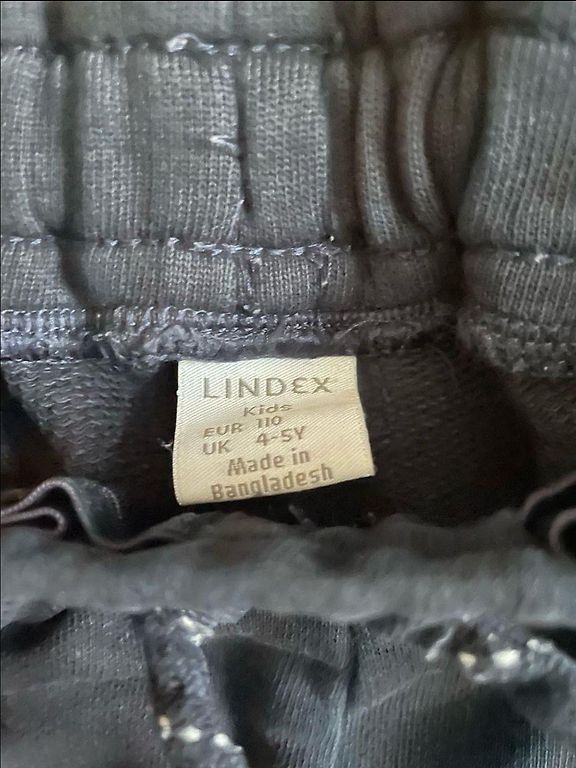 LINDEX
Kids
EUR 110
UK 4-5Y
Made in
Bangladesh